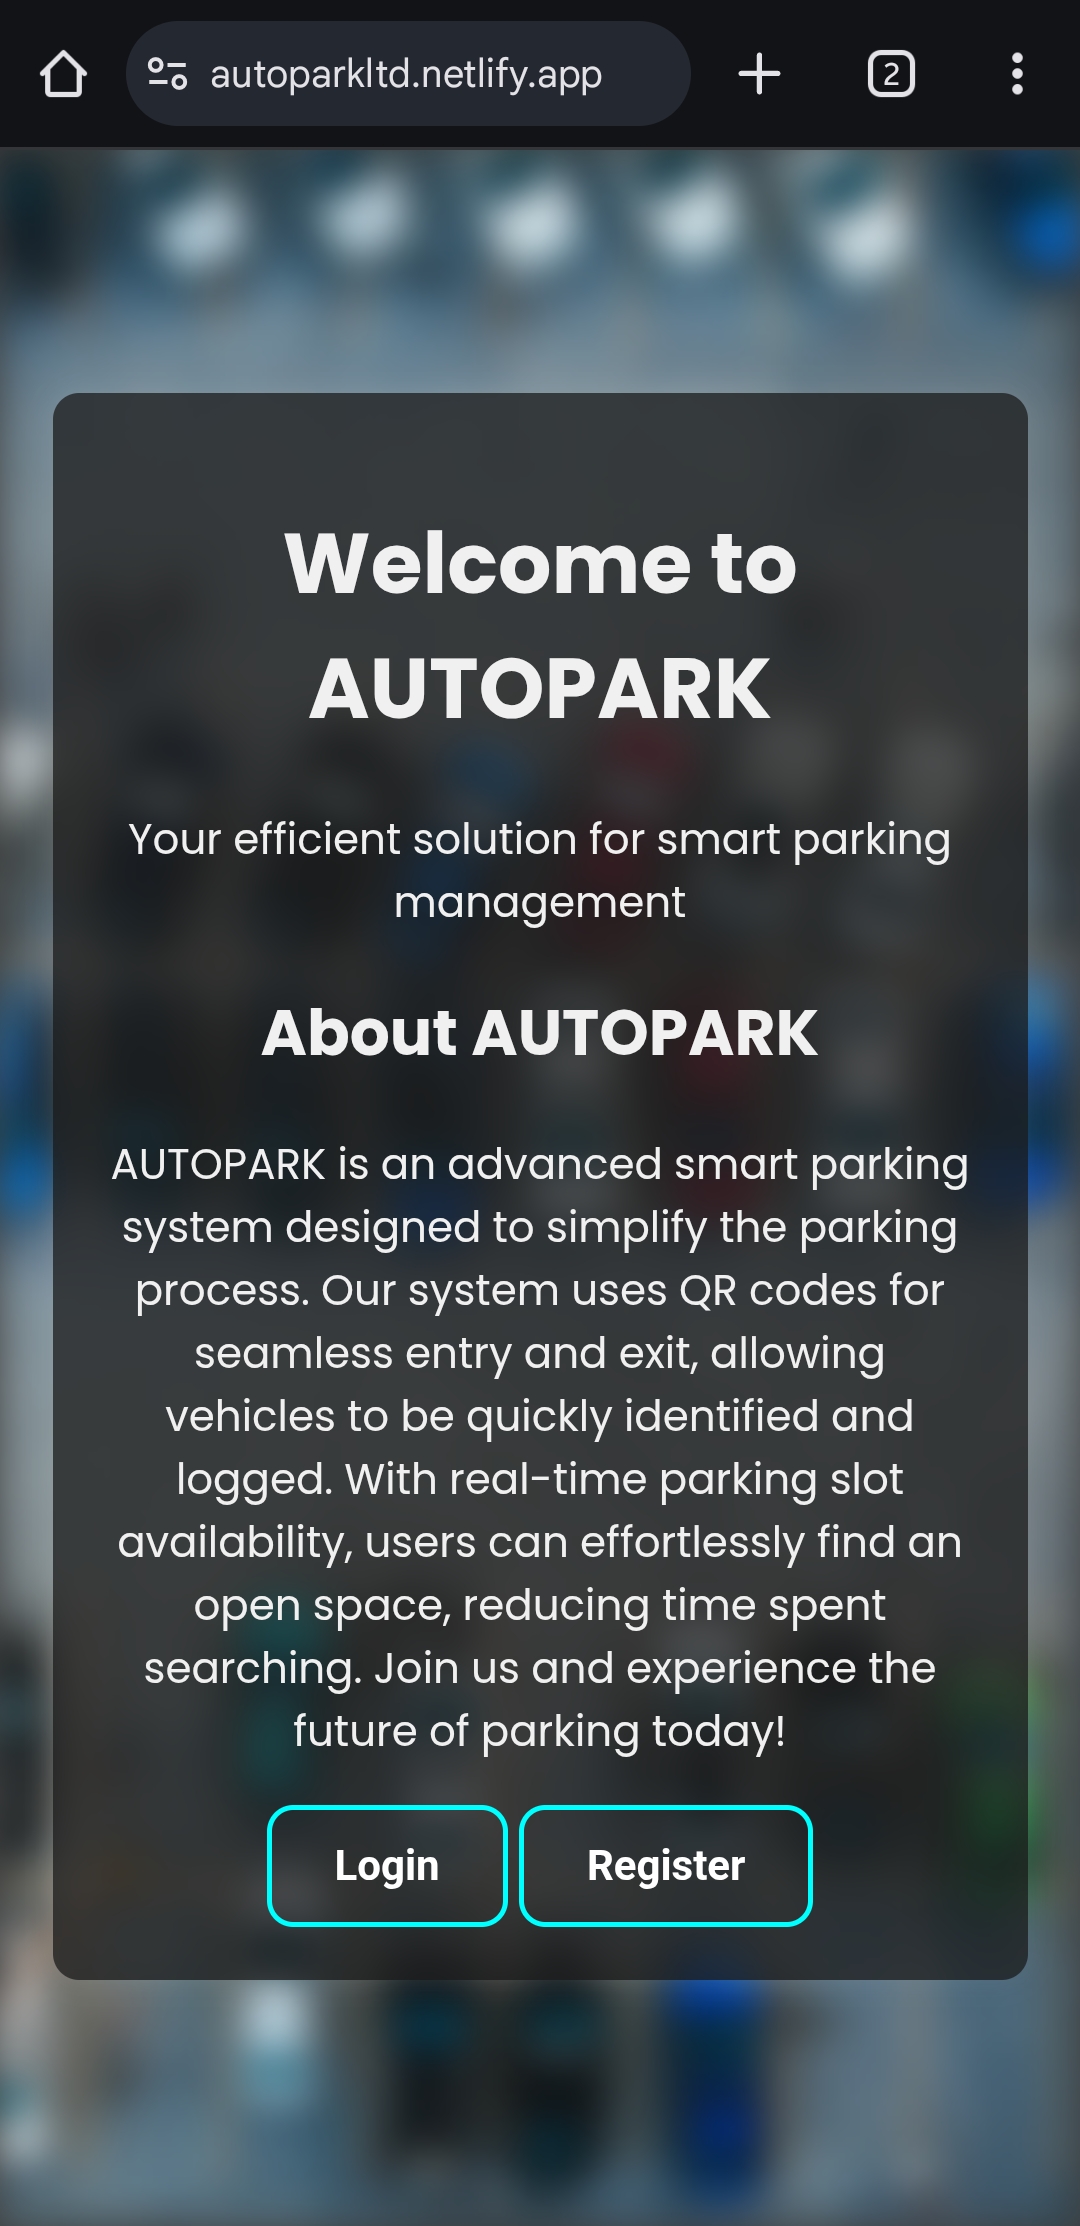 autoparkltd.netlify.app
2
Welcome to
AUTOPARK
Your efficient solution for smart parking
management
About AUTOPARK
AUTOPARK is an advanced smart parking
system designed to simplify the parking
process. Our system uses QR codes for
seamless entry and exit, allowing
vehicles to be quickly identified and
logged. With real-time parking slot
availability, users can effortlessly find an
open space, reducing time spent
searching. Join us and experience the
future of parking today!
Login
Register